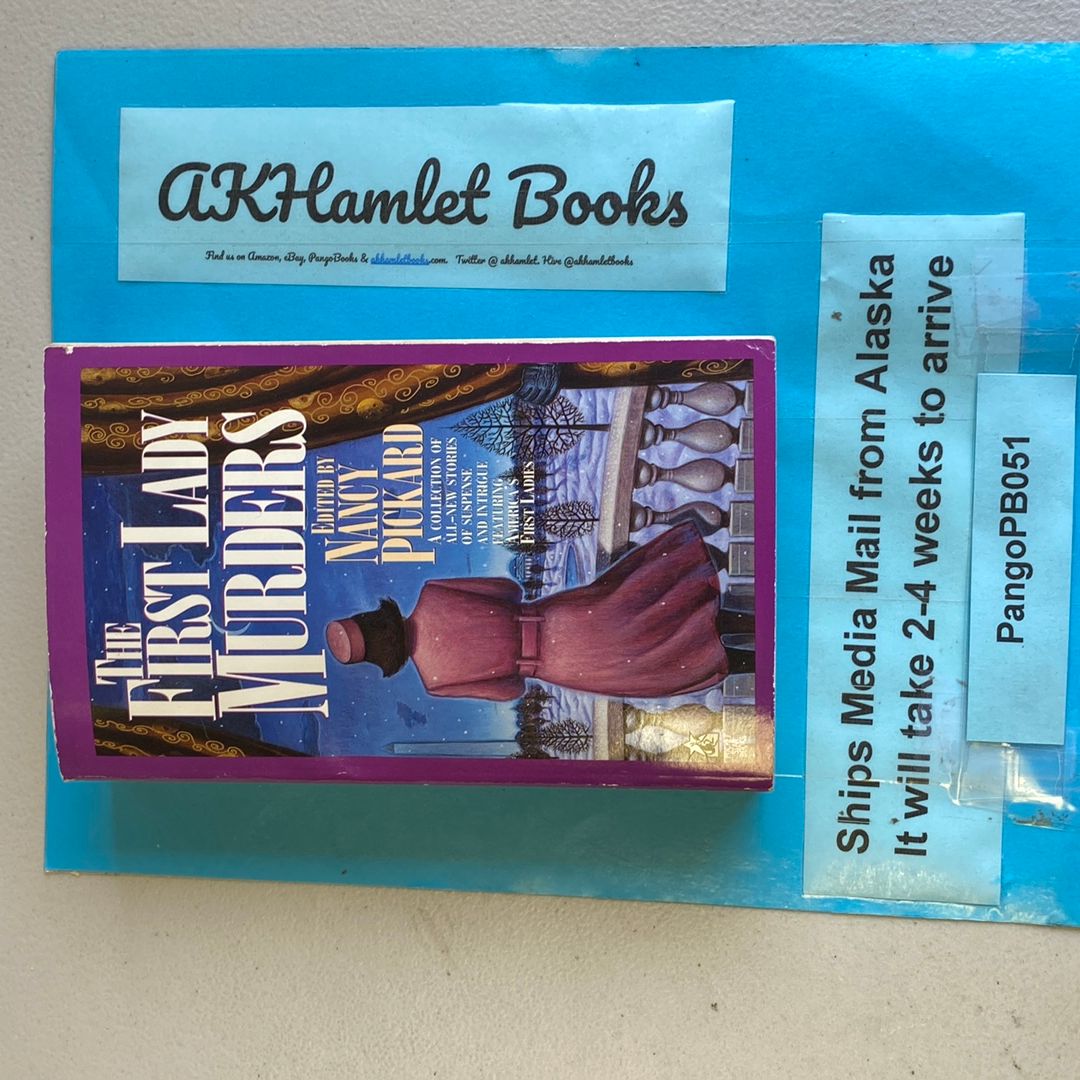 AKHamlet Books
Find us on Amazon, eBay, PangoBooks & akhamletbooks.com. Twitter @ akhamlet. Hive @akhamletbooks
THE
FIRST LADY
MURDERS
EDITED BY
NANCY
PICKARD
A COLLECTION OF
ALL-NEW STORIES
OF SUSPENSE
AND INTRIGUE
FEATURING
AMERICA'S
FIRST LADIES
Ships Media Mail from Alaska
It will take 2-4 weeks to arrive
PangoPB051